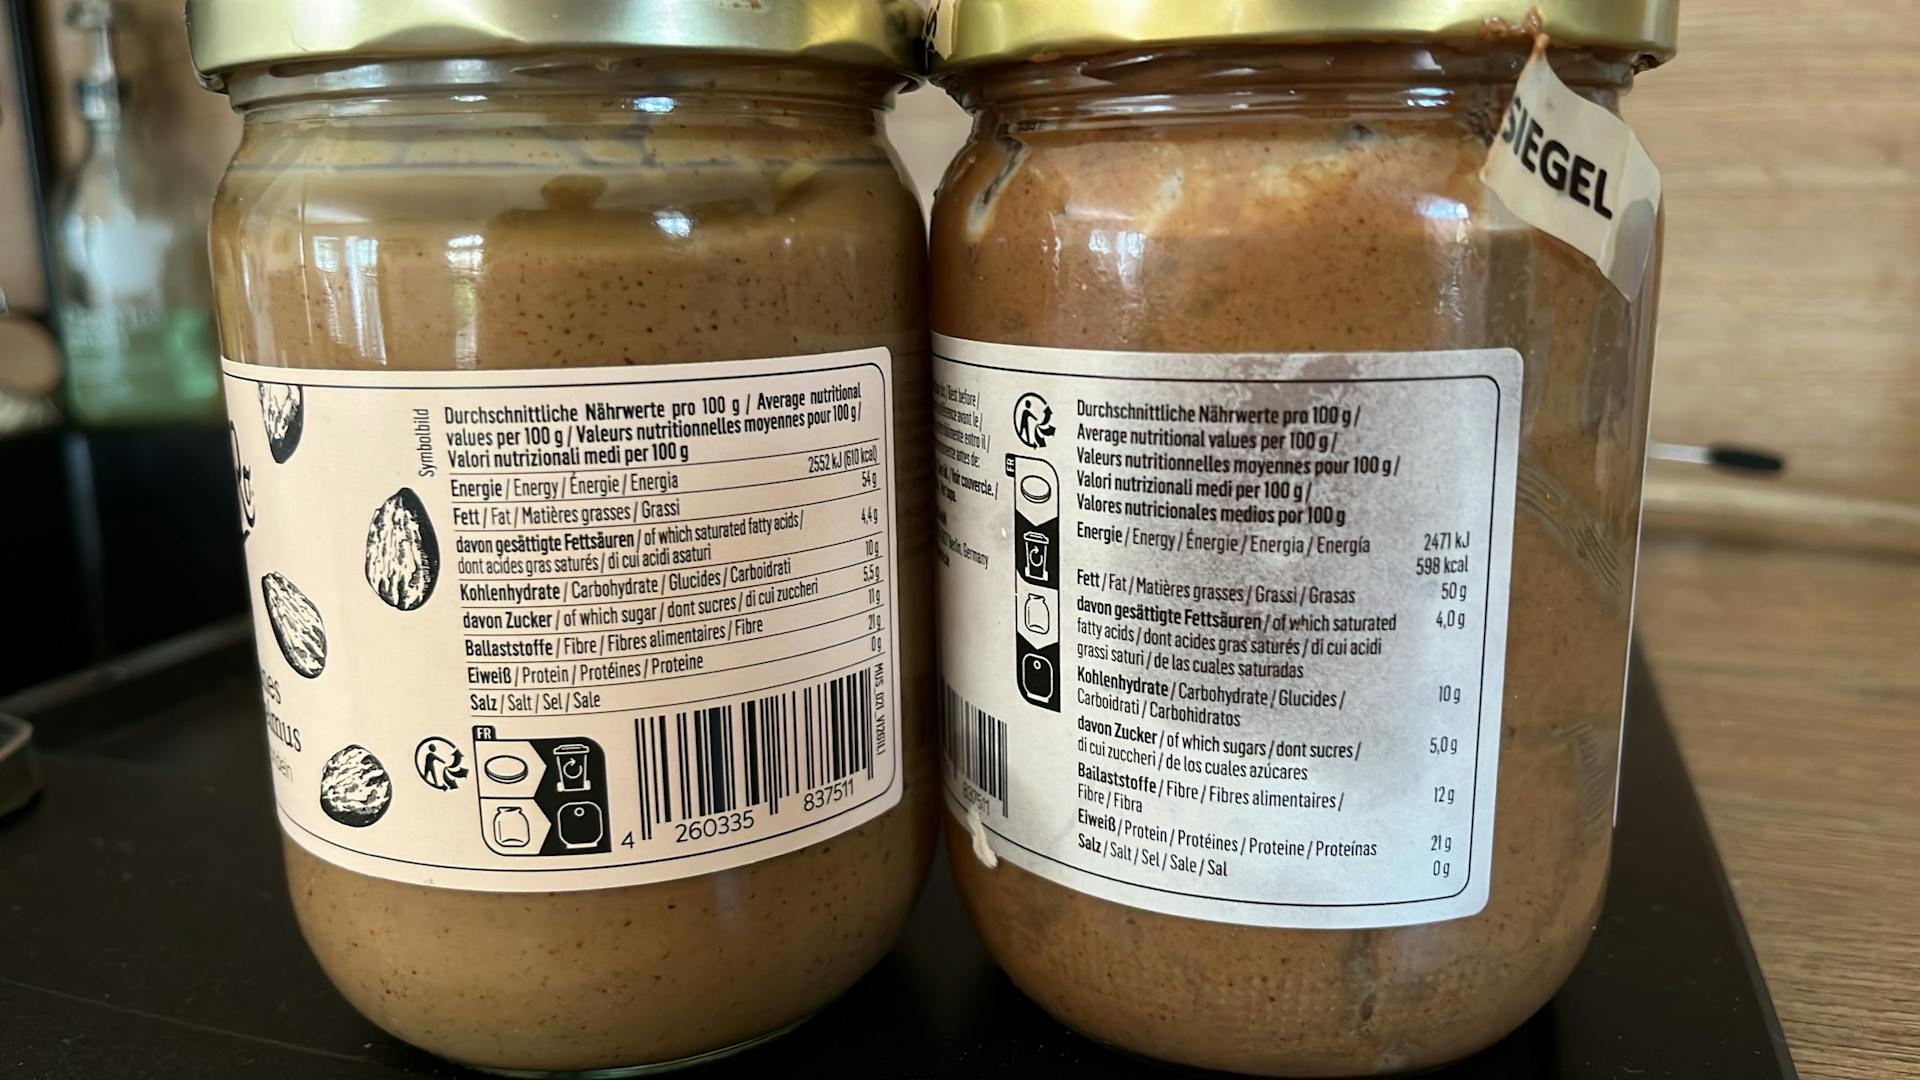 Symbolbild
Durchschnittliche Nährwerte pro 100 g / Average nutritional
values per 100 g / Valeurs nutritionnelles moyennes pour 100 g /
Valori nutrizionali medi per 100 g
Energie / Energy / Énergie / Energia 2552 kJ (610 kcal)
Fett / Fat / Matières grasses / Grassi 54 g
davon gesättigte Fettsäuren / of which saturated fatty acids /
dont acides gras saturés / di cui acidi asaturi 4,4 g
Kohlenhydrate / Carbohydrate / Glucides / Carboidrati 10 g
davon Zucker / of which sugar / dont sucres / di cui zuccheri 5,5 g
Ballaststoffe / Fibre / Fibres alimentaires / Fibre 11 g
Eiweiß / Protein / Protéines / Proteine 21 g
Salz / Salt / Sel / Sale 0 g
FR
4 260335 837511
SIEGEL
Best before /
Voir couvercle. /
Berlin, Germany
FR
837511
Durchschnittliche Nährwerte pro 100 g /
Average nutritional values per 100 g /
Valeurs nutritionnelles moyennes pour 100 g /
Valori nutrizionali medi per 100 g /
Valores nutricionales medios por 100 g
Energie / Energy / Énergie / Energia / Energía 2471 kJ
598 kcal
Fett / Fat / Matières grasses / Grassi / Grasas 50 g
davon gesättigte Fettsäuren / of which saturated 4,0 g
fatty acids / dont acides gras saturés / di cui acidi
grassi saturi / de las cuales saturadas
Kohlenhydrate / Carbohydrate / Glucides / 10 g
Carboidrati / Carbohidratos
davon Zucker / of which sugars / dont sucres / 5,0 g
di cui zuccheri / de los cuales azúcares
Ballaststoffe / Fibre / Fibres alimentaires / 12 g
Fibre / Fibra
Eiweiß / Protein / Protéines / Proteine / Proteínas 21 g
Salz / Salt / Sel / Sale / Sal 0 g